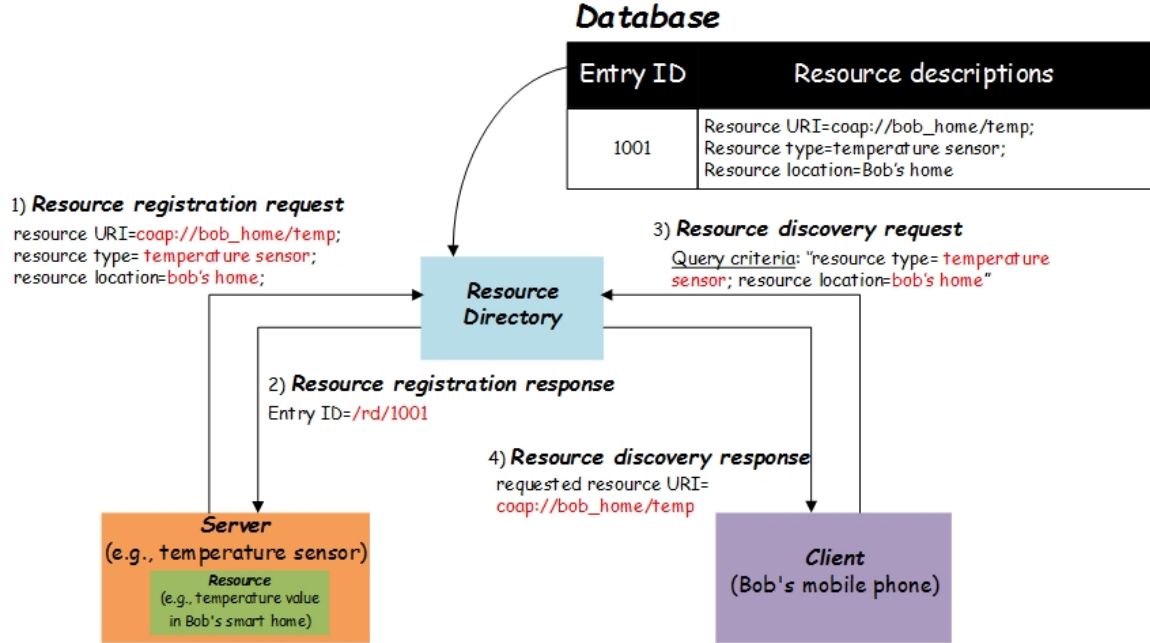 Database
Entry ID
Resource descriptions
1001
Resource URI=coap://bob_home/temp;
Resource type=temperature sensor;
Resource location=Bob's home
1) Resource registration request
resource URI=coap://bob_home/temp;
resource type= temperature sensor;
resource location=bob's home;
3) Resource discovery request
Query criteria: "resource type= temperature
sensor; resource location=bob's home"
Resource
Directory
2) Resource registration response
Entry ID=/rd/1001
4) Resource discovery response
requested resource URI=
coap://bob_home/temp
Server
(e.g., temperature sensor)
Resource
(e.g., temperature value
in Bob's smart home)
Client
(Bob's mobile phone)